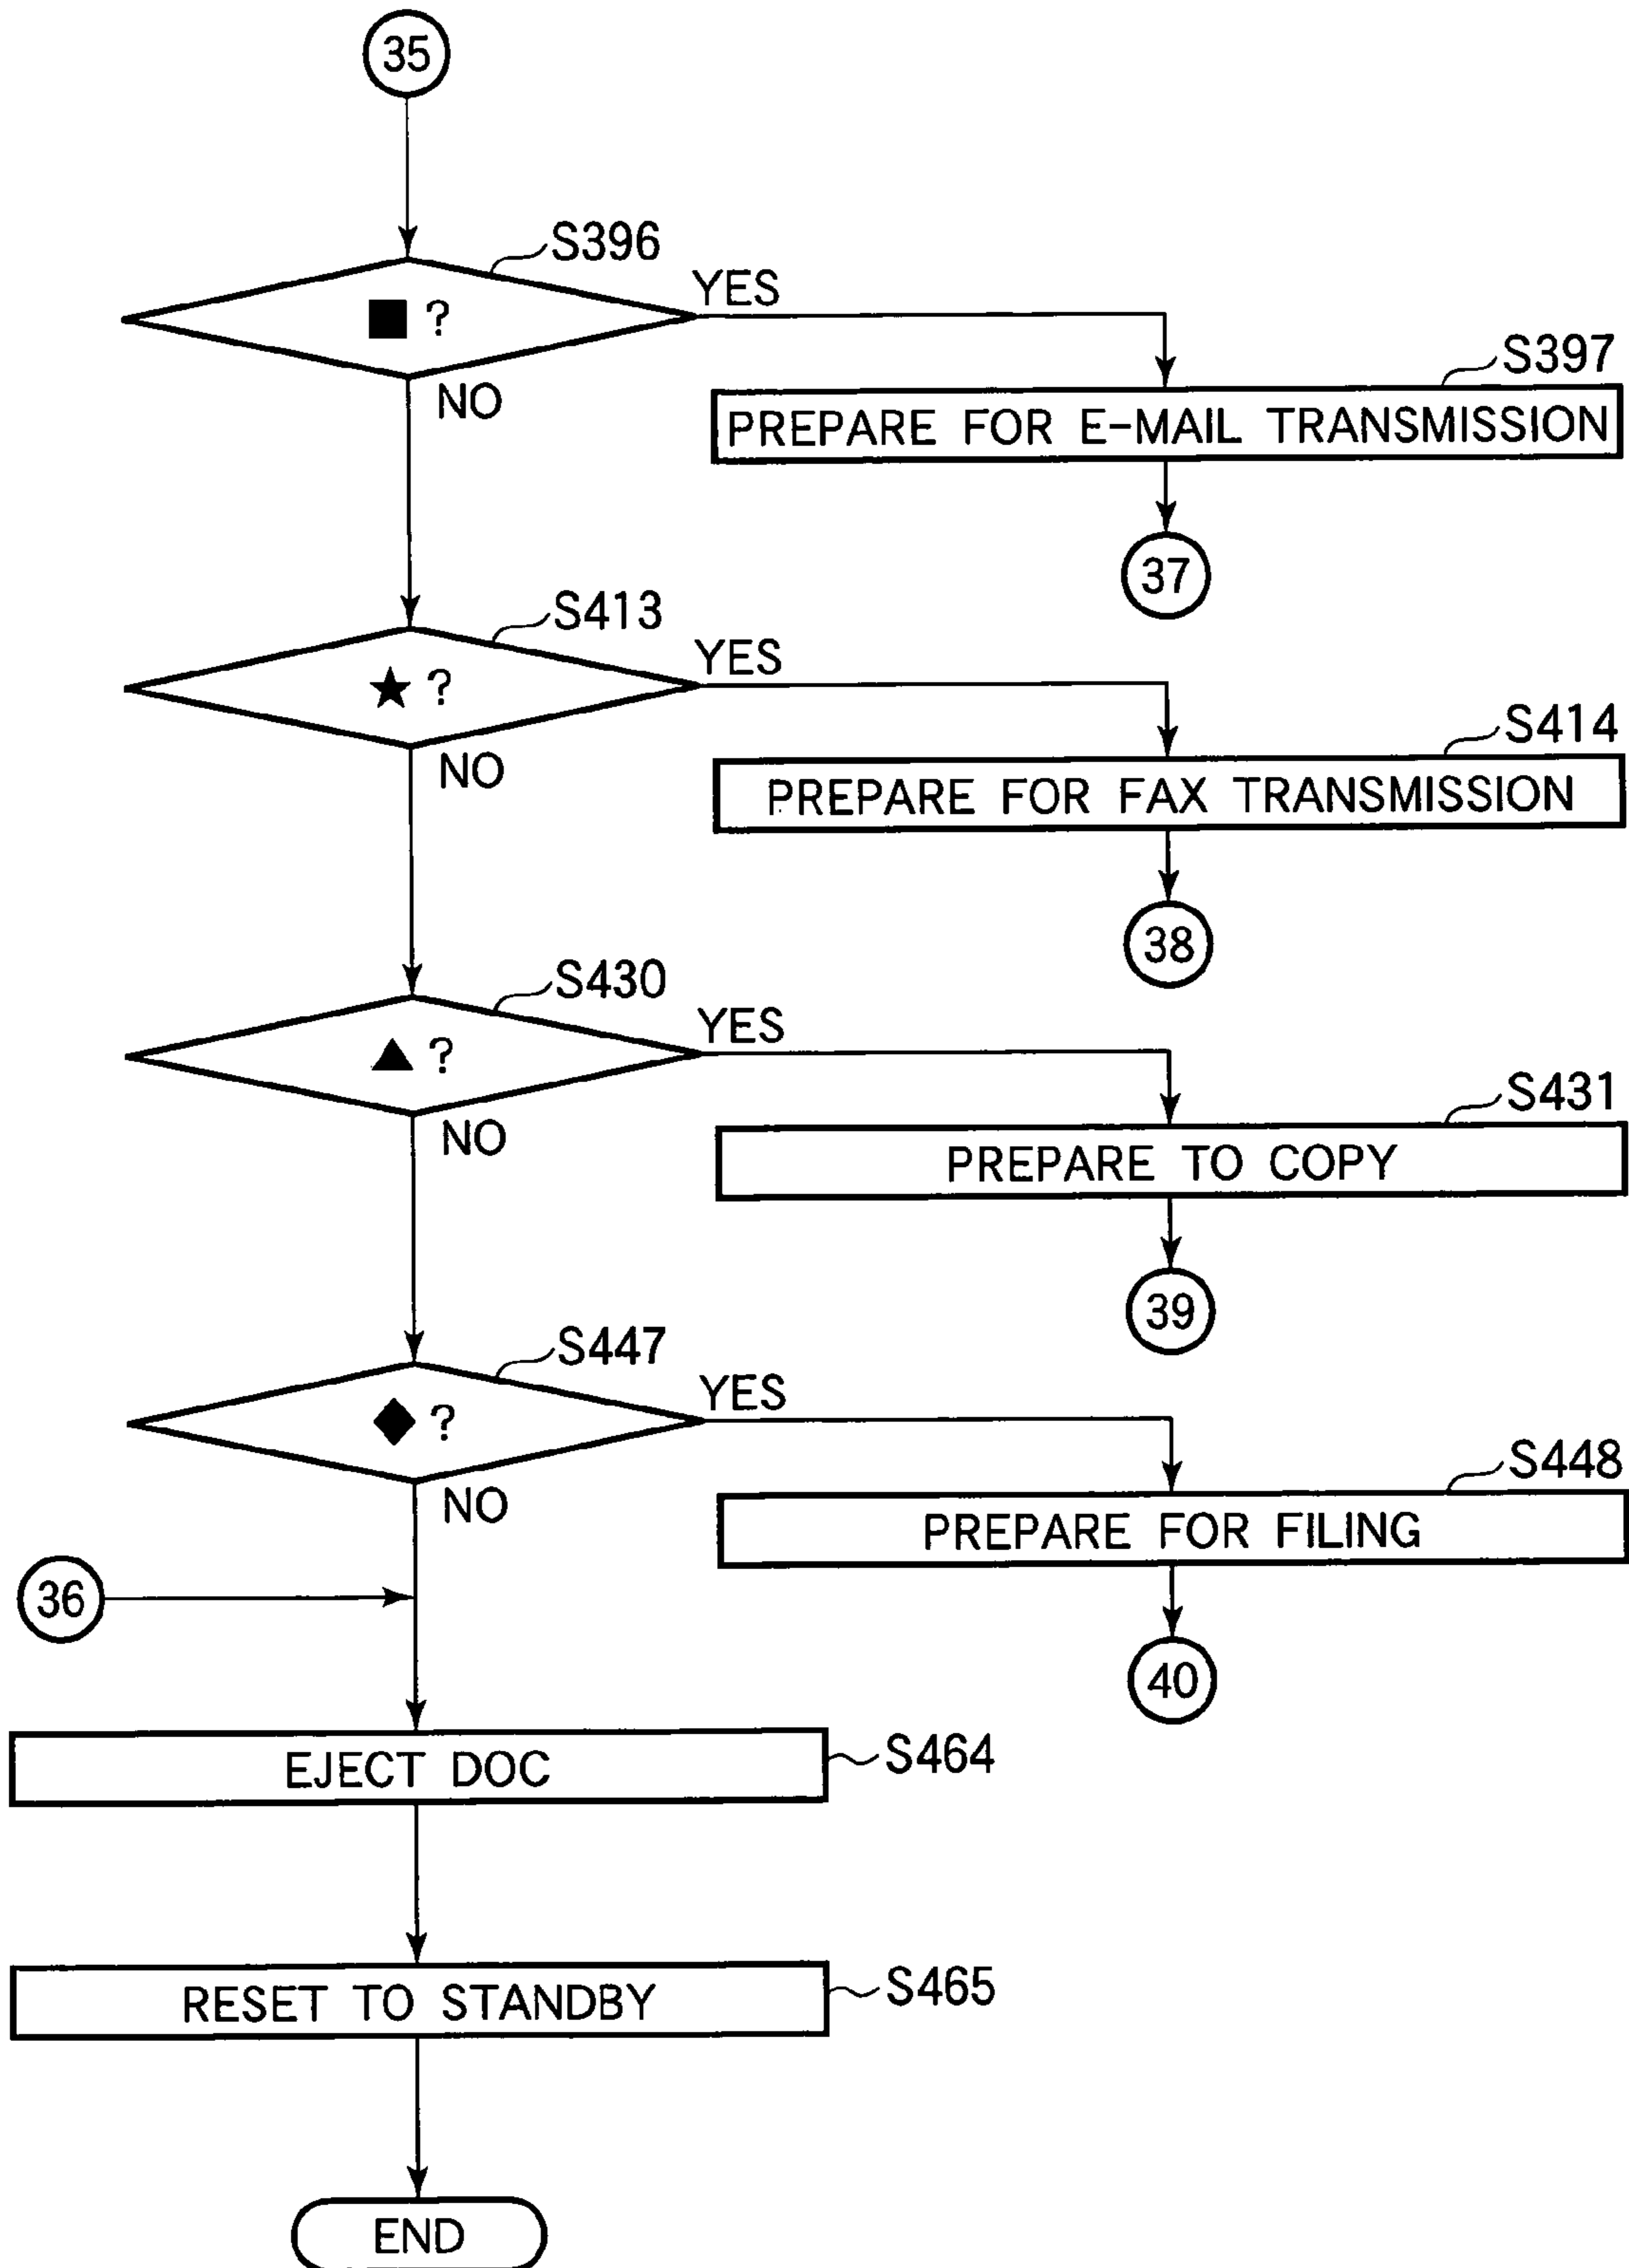 35
S396
■ ?
YES
NO
S397
PREPARE FOR E-MAIL TRANSMISSION
37
S413
★ ?
YES
NO
S414
PREPARE FOR FAX TRANSMISSION
38
S430
▲ ?
YES
NO
S431
PREPARE TO COPY
39
S447
◆ ?
YES
NO
S448
PREPARE FOR FILING
40
36
EJECT DOC
S464
RESET TO STANDBY
S465
END